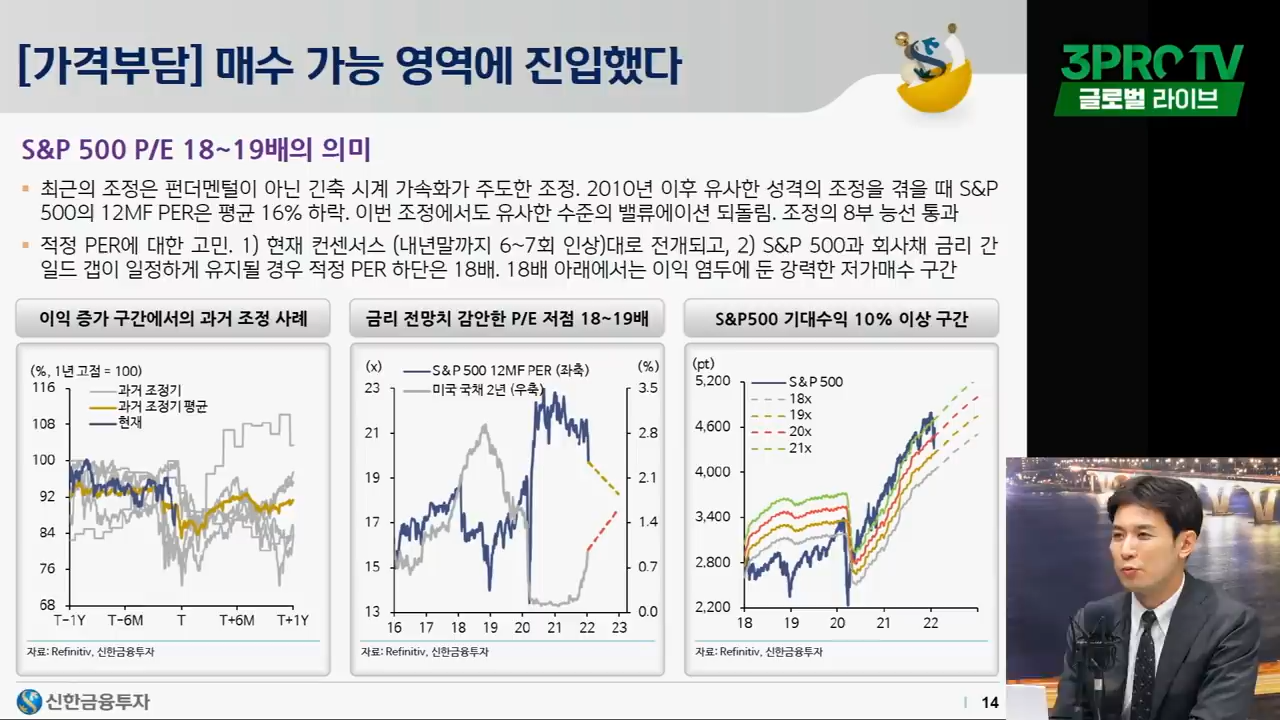 [가격부담] 매수 가능 영역에 진입했다
3PRO TV
글로벌 라이브
S&P 500 P/E 18~19배의 의미
▪ 최근의 조정은 펀더멘털이 아닌 긴축 시계 가속화가 주도한 조정. 2010년 이후 유사한 성격의 조정을 겪을 때 S&P
500의 12MF PER은 평균 16% 하락. 이번 조정에서도 유사한 수준의 밸류에이션 되돌림. 조정의 8부 능선 통과
▪ 적정 PER에 대한 고민. 1) 현재 컨센서스 (내년말까지 6~7회 인상)대로 전개되고, 2) S&P 500과 회사채 금리 간
일드 갭이 일정하게 유지될 경우 적정 PER 하단은 18배. 18배 아래에서는 이익 염두에 둔 강력한 저가매수 구간
이익 증가 구간에서의 과거 조정 사례
(%, 1년 고점 = 100)
과거 조정기
과거 조정기 평균
현재
116
108
100
92
84
76
68
T-1Y T-6M T T+6M T+1Y
자료: Refinitiv, 신한금융투자
금리 전망치 감안한 P/E 저점 18~19배
(x)
(%)
S&P 500 12MF PER (좌축)
미국 국채 2년 (우축)
23
21
19
17
15
13
3.5
2.8
2.1
1.4
0.7
0.0
16 17 18 19 20 21 22 23
자료: Refinitiv, 신한금융투자
S&P500 기대수익 10% 이상 구간
(pt)
S&P 500
18x
19x
20x
21x
5,200
4,600
4,000
3,400
2,800
2,200
18 19 20 21 22
자료: Refinitiv, 신한금융투자
신한금융투자
14